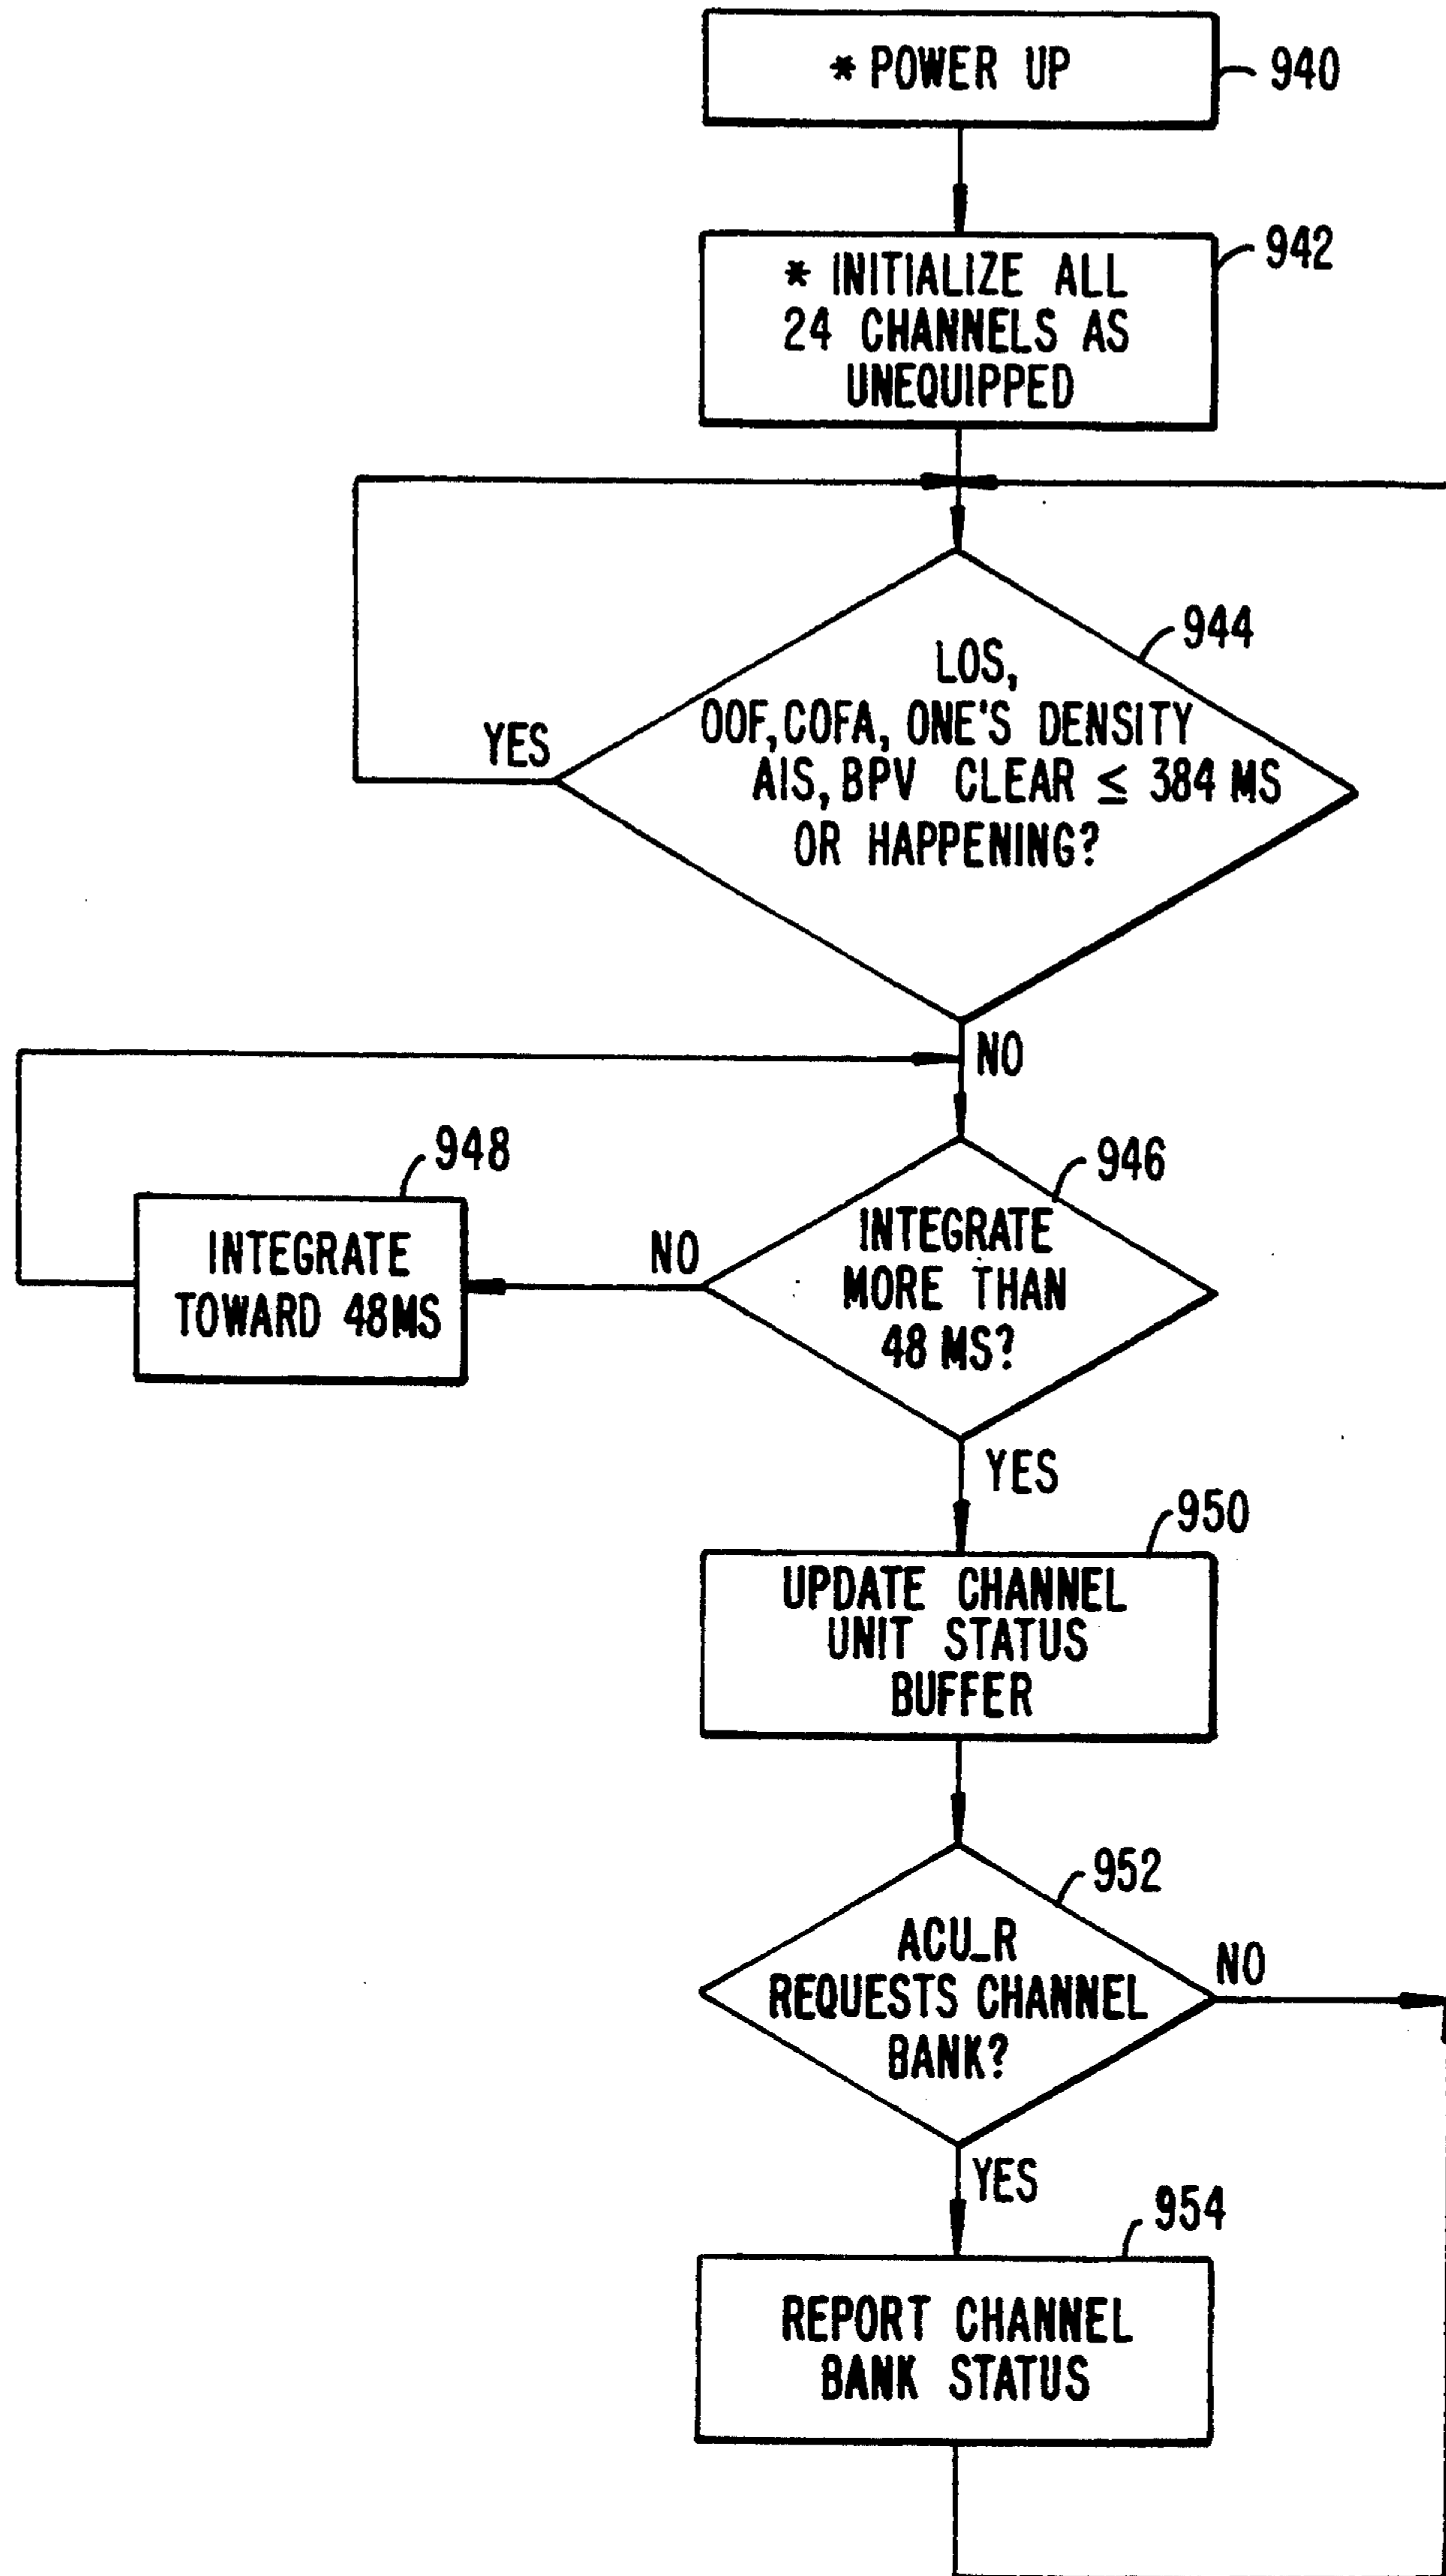 * POWER UP
940
942
* INITIALIZE ALL
24 CHANNELS AS
UNEQUIPPED
944
LOS,
OOF, COFA, ONE'S DENSITY
AIS, BPV CLEAR ≤ 384 MS
OR HAPPENING?
YES
NO
948
946
INTEGRATE
TOWARD 48MS
NO
INTEGRATE
MORE THAN
48 MS?
YES
950
UPDATE CHANNEL
UNIT STATUS
BUFFER
952
ACU_R
REQUESTS CHANNEL
BANK?
NO
YES
954
REPORT CHANNEL
BANK STATUS